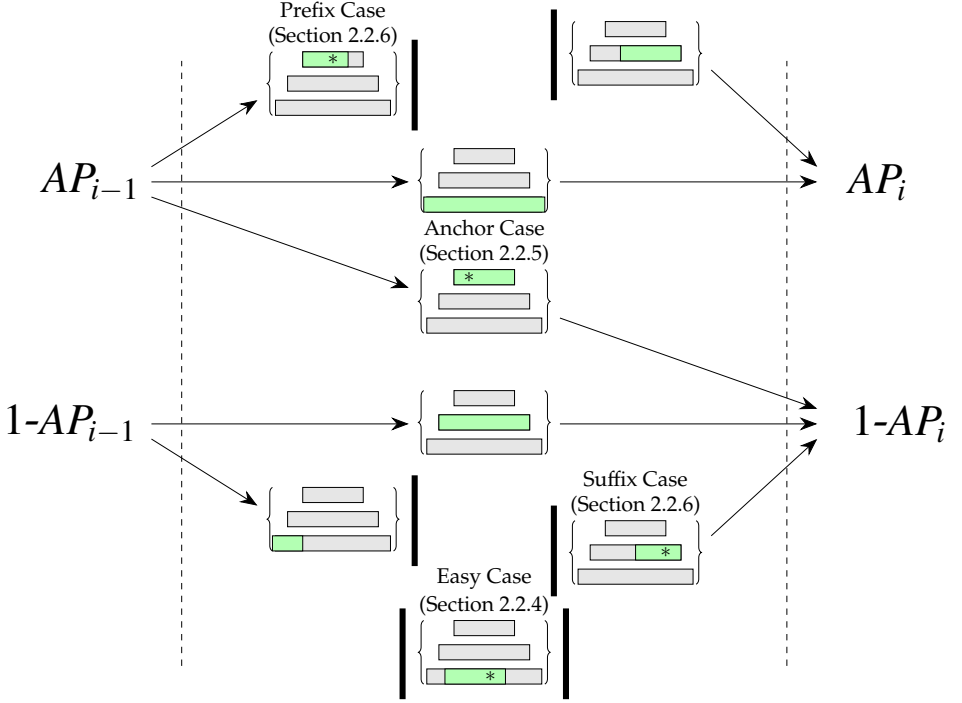 Prefix Case
(Section 2.2.6)
*
AP_{i−1}
AP_i
Anchor Case
(Section 2.2.5)
*
1-AP_{i−1}
1-AP_i
Suffix Case
(Section 2.2.6)
*
Easy Case
(Section 2.2.4)
*